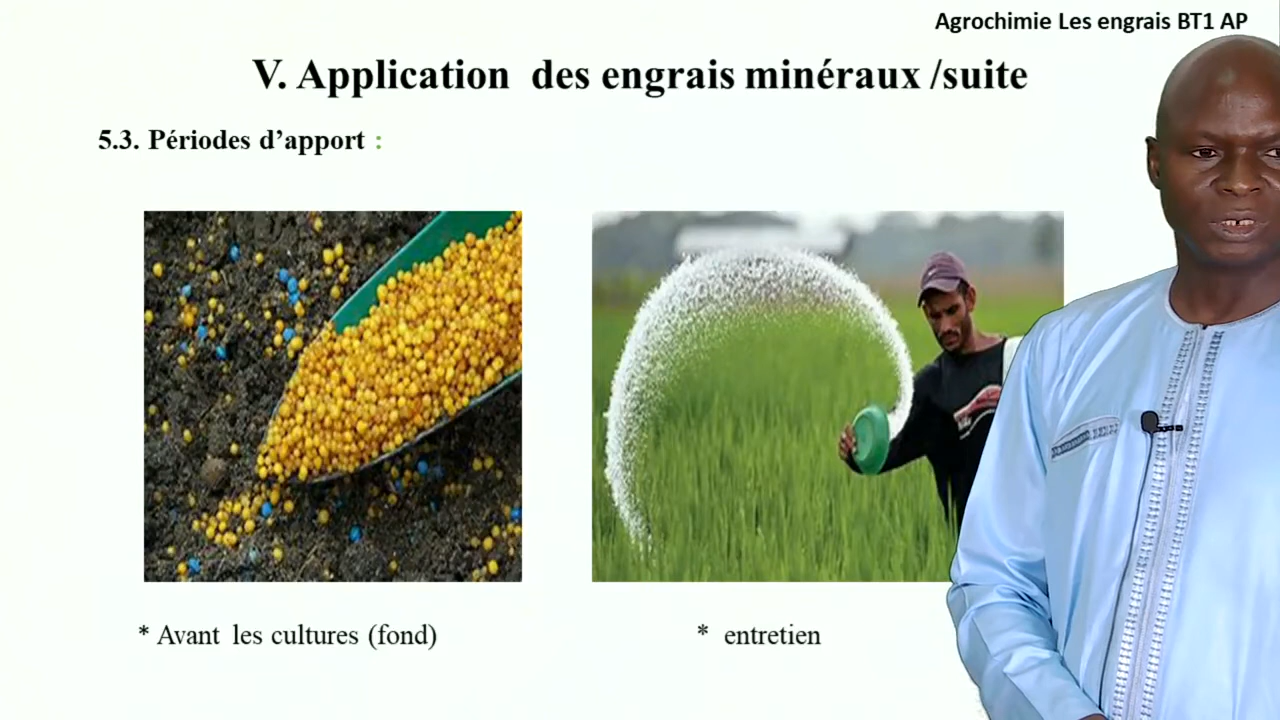 Agrochimie Les engrais BT1 AP
V. Application des engrais minéraux /suite
5.3. Périodes d’apport :
* Avant les cultures (fond)
* entretien